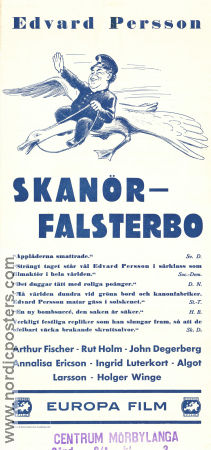 Edvard Persson
SKANÖR—
FALSTERBO
"Applåderna smattrade." Sv. D.
"Strängt taget står väl Edvard Persson i särklass som
filmaktör i hela världen." Soc.-Dem.
"Det duggar tätt med roliga poänger." D. N.
"Må världen dundra vid gröna bord och kanonfabriker.
Edvard Persson matar gäss i solskenet." St.-T.
"En ny bombsuccé, den saken är säker." H. B.
festliga repliker som han slungar fram, så att de
väcka brakande skrattsalvor." Sk. D.
Arthur Fischer - Rut Holm - John Degerberg
Annalisa Ericson - Ingrid Luterkort - Algot
Larsson - Holger Winge
EUROPA FILM
CENTRUM MÖRBYLÅNGA
www.nordicposters.com